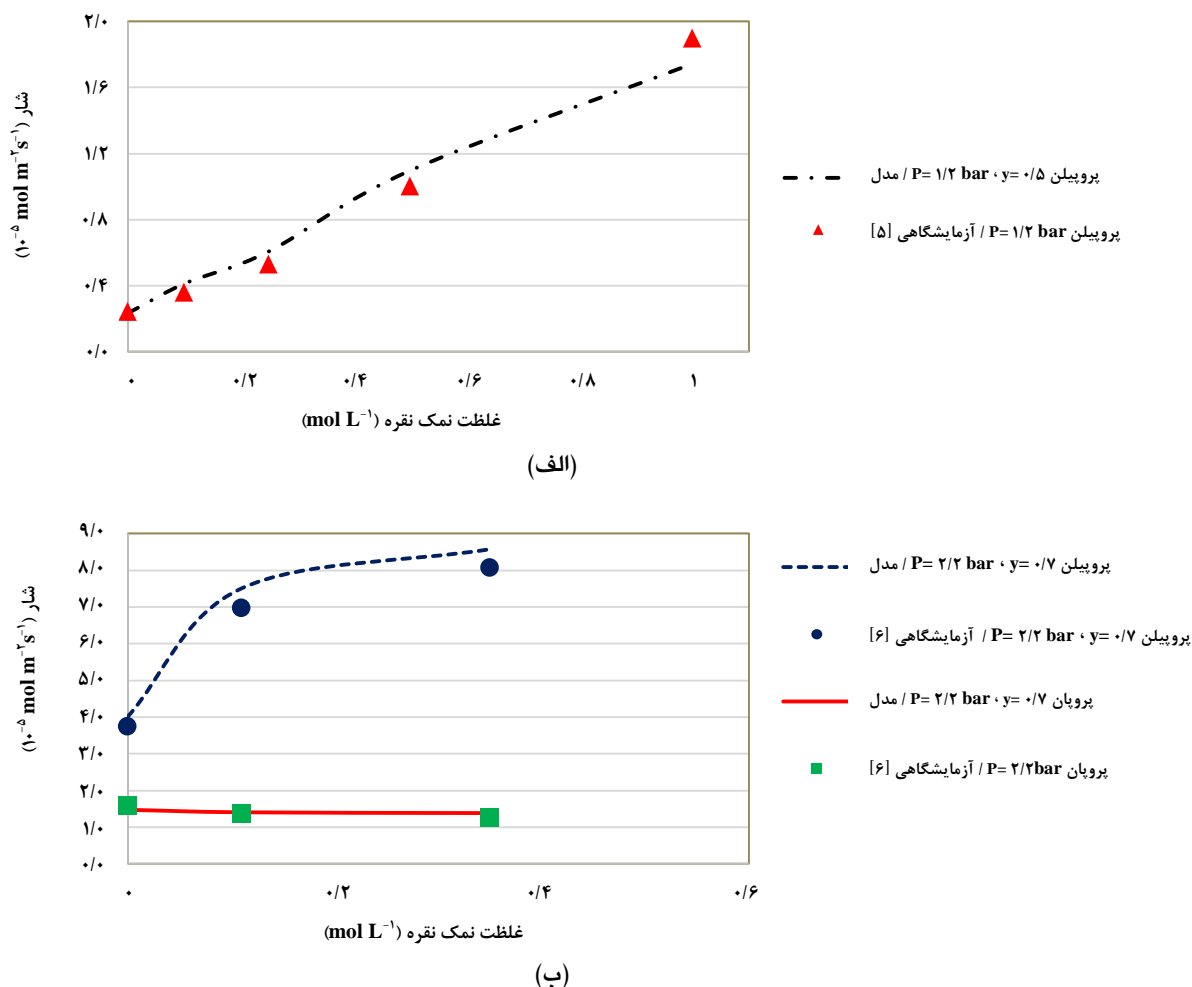 ۲/۰
۱/۶
۱/۲
۰/۸
۰/۴
۰/۰
شار (۱۰⁻⁵ mol m⁻²s⁻¹)
۰
۰/۲
۰/۴
۰/۶
۰/۸
۱
غلظت نمک نقره (mol L⁻¹)
پروپیلن P= ۱/۲ bar ، y= ۰/۵ / مدل
پروپیلن P= ۱/۲ bar / آزمایشگاهی [۵]
(الف)
۹/۰
۸/۰
۷/۰
۶/۰
۵/۰
۴/۰
۳/۰
۲/۰
۱/۰
۰/۰
شار (۱۰⁻⁵ mol m⁻²s⁻¹)
۰
۰/۲
۰/۴
۰/۶
غلظت نمک نقره (mol L⁻¹)
پروپیلن P= ۲/۲ bar ، y= ۰/۷ / مدل
پروپیلن P= ۲/۲ bar ، y= ۰/۷ / آزمایشگاهی [۶]
پروپان P= ۲/۲ bar ، y= ۰/۷ / مدل
پروپان P= ۲/۲bar / آزمایشگاهی [۶]
(ب)